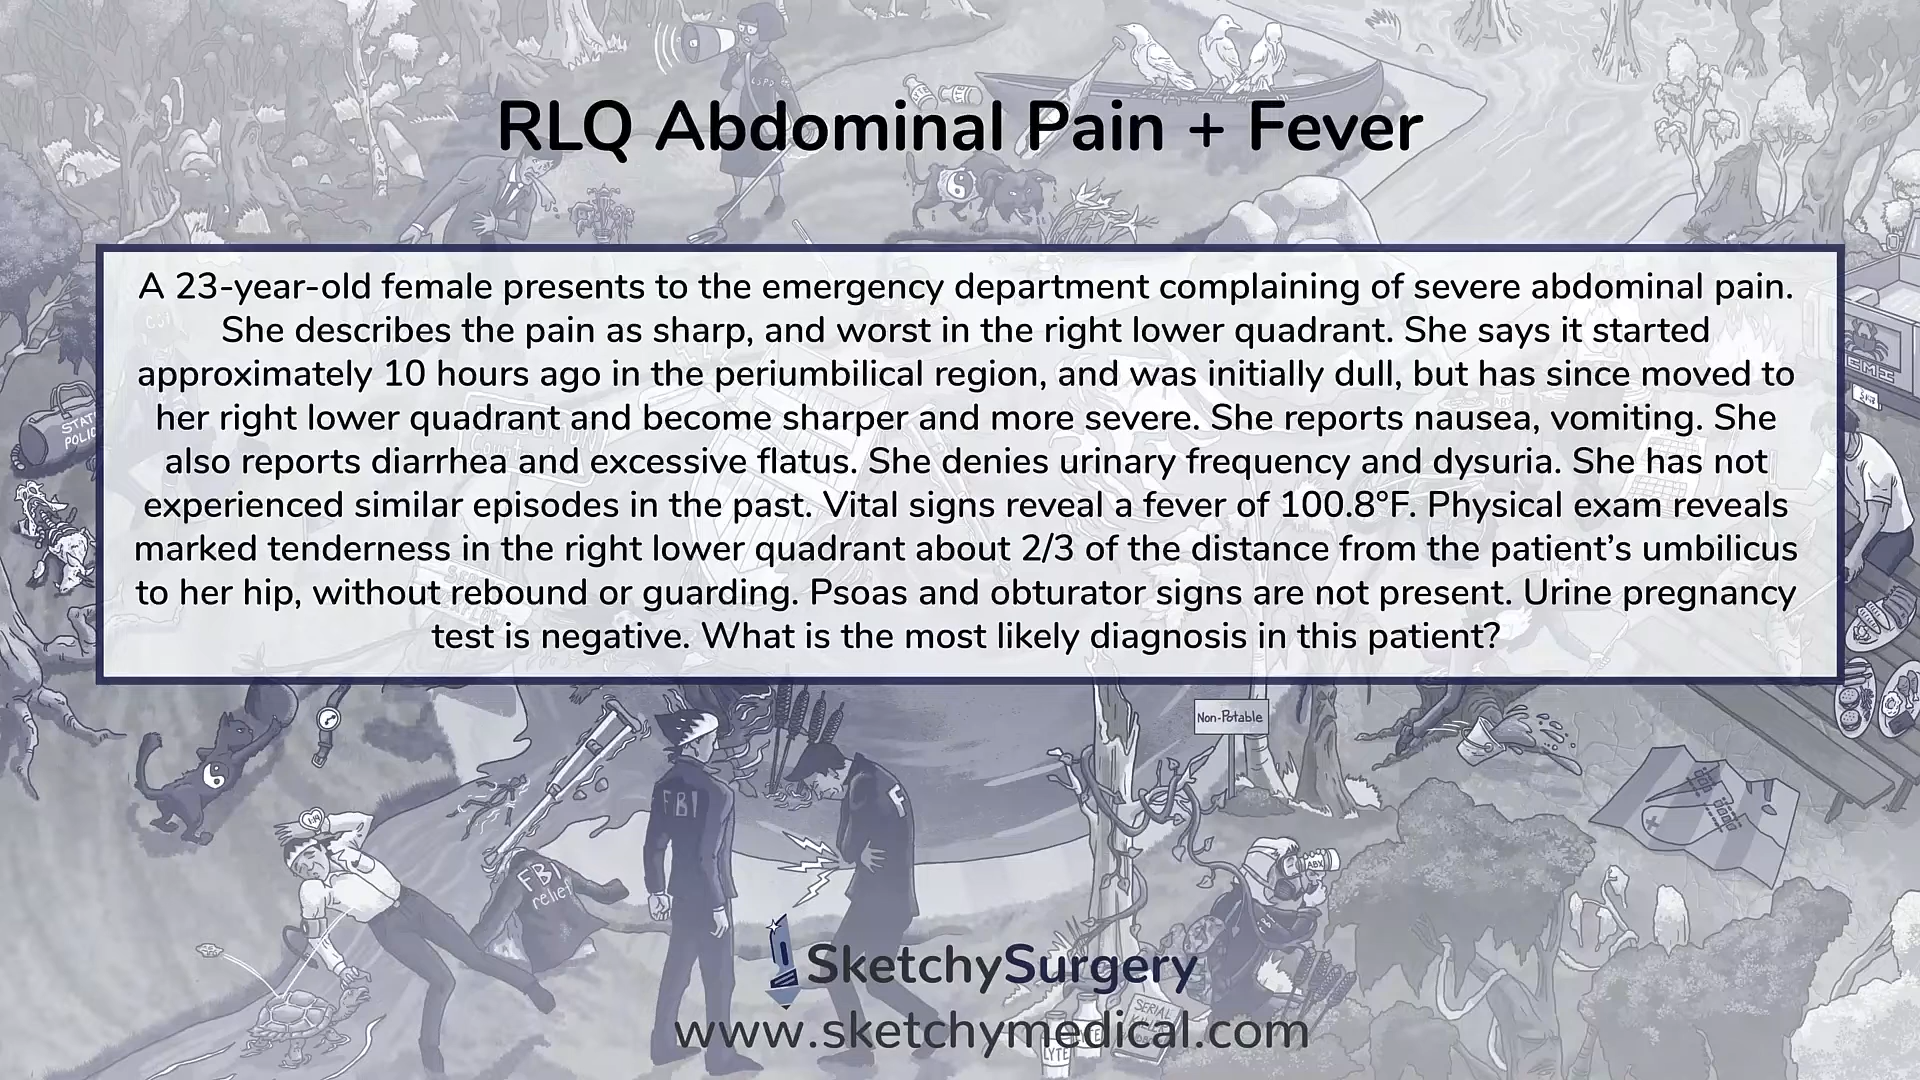 RLQ Abdominal Pain + Fever
A 23-year-old female presents to the emergency department complaining of severe abdominal pain.
She describes the pain as sharp, and worst in the right lower quadrant. She says it started
approximately 10 hours ago in the periumbilical region, and was initially dull, but has since moved to
her right lower quadrant and become sharper and more severe. She reports nausea, vomiting. She
also reports diarrhea and excessive flatus. She denies urinary frequency and dysuria. She has not
experienced similar episodes in the past. Vital signs reveal a fever of 100.8°F. Physical exam reveals
marked tenderness in the right lower quadrant about 2/3 of the distance from the patient’s umbilicus
to her hip, without rebound or guarding. Psoas and obturator signs are not present. Urine pregnancy
test is negative. What is the most likely diagnosis in this patient?
STATE
POLIC
EMI
Non-Potable
FBI
F
FBI
relief
ABX
SketchySurgery
SERIAL
LYTE
www.sketchymedical.com